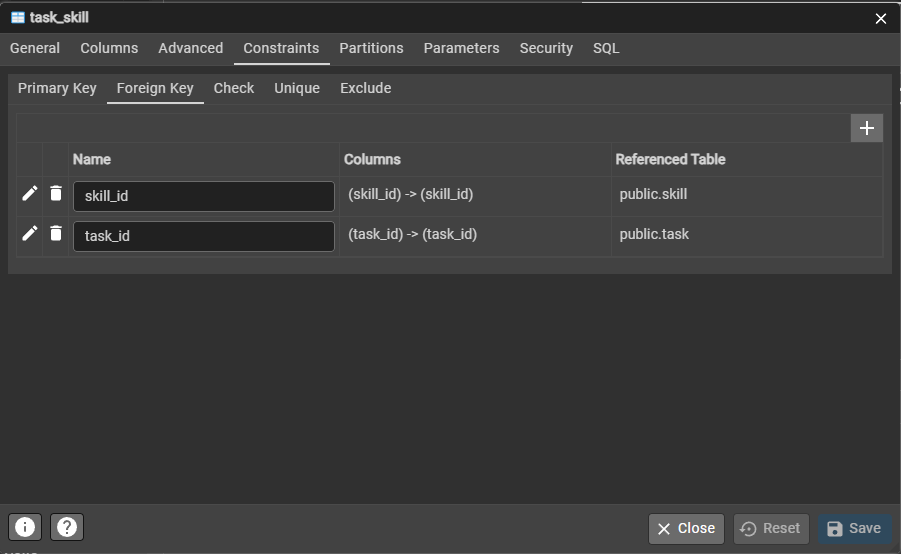 task_skill
General Columns Advanced Constraints Partitions Parameters Security SQL
Primary Key Foreign Key Check Unique Exclude
Name Columns Referenced Table
skill_id (skill_id) -> (skill_id) public.skill
task_id (task_id) -> (task_id) public.task
Close Reset Save